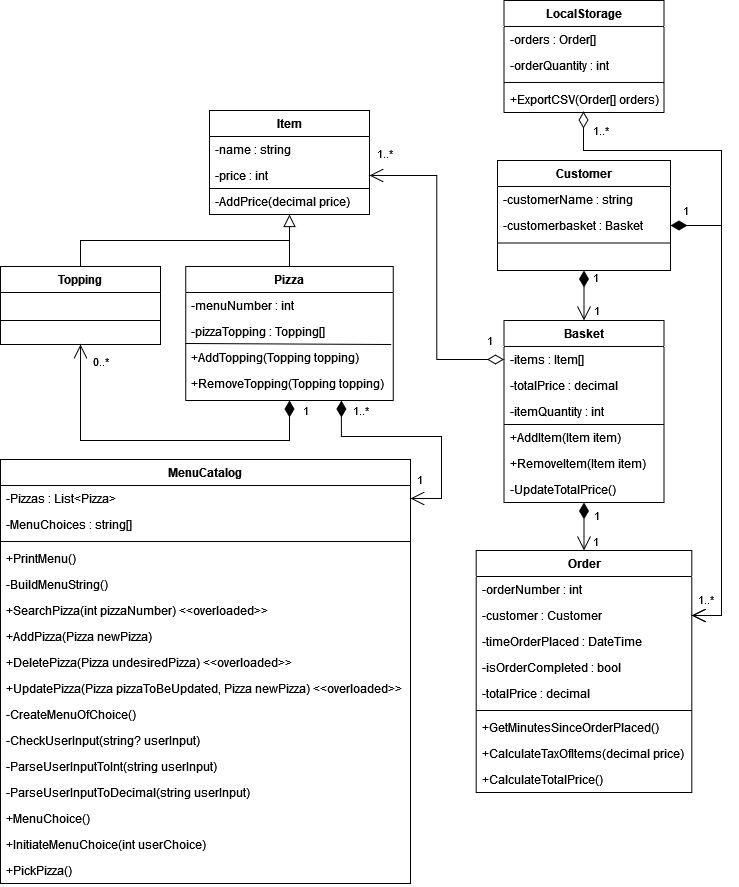 LocalStorage
-orders : Order[]
-orderQuantity : int
+ExportCSV(Order[] orders)
1..*
Item
-name : string
-price : int
-AddPrice(decimal price)
1..*
Customer
-customerName : string
-customerbasket : Basket
1
1
1
Topping
0..*
Pizza
-menuNumber : int
-pizzaTopping : Topping[]
+AddTopping(Topping topping)
+RemoveTopping(Topping topping)
1
1..*
1
Basket
-items : Item[]
-totalPrice : decimal
-itemQuantity : int
+AddItem(Item item)
+RemoveItem(Item item)
-UpdateTotalPrice()
1
1
1
MenuCatalog
-Pizzas : List<Pizza>
-MenuChoices : string[]
+PrintMenu()
-BuildMenuString()
+SearchPizza(int pizzaNumber) <<overloaded>>
+AddPizza(Pizza newPizza)
+DeletePizza(Pizza undesiredPizza) <<overloaded>>
+UpdatePizza(Pizza pizzaToBeUpdated, Pizza newPizza) <<overloaded>>
-CreateMenuOfChoice()
-CheckUserInput(string? userInput)
-ParseUserInputToInt(string userInput)
-ParseUserInputToDecimal(string userInput)
+MenuChoice()
+InitiateMenuChoice(int userChoice)
+PickPizza()
Order
-orderNumber : int
-customer : Customer
-timeOrderPlaced : DateTime
-isOrderCompleted : bool
-totalPrice : decimal
+GetMinutesSinceOrderPlaced()
+CalculateTaxOfItems(decimal price)
+CalculateTotalPrice()
1..*